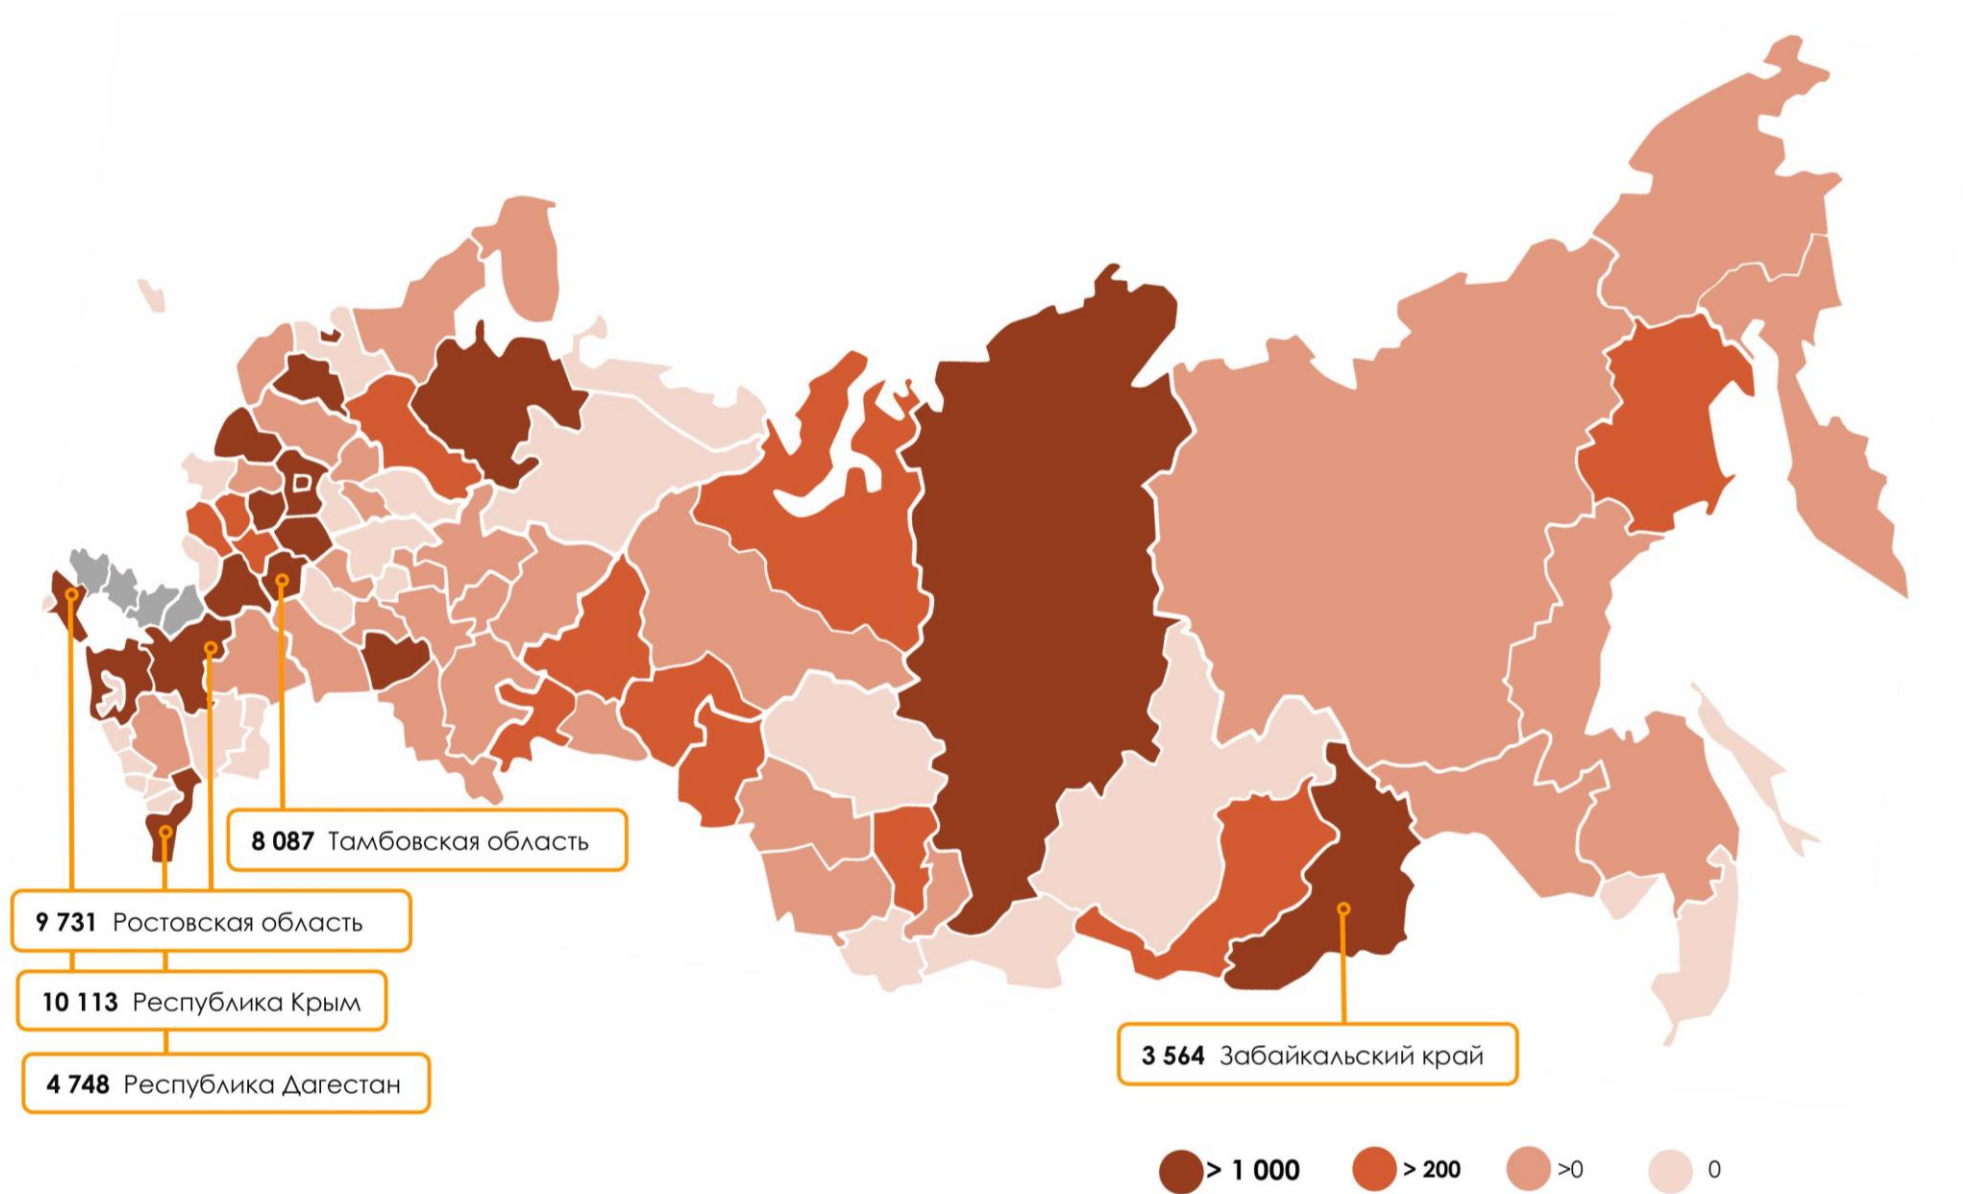 8 087 Тамбовская область
9 731 Ростовская область
10 113 Республика Крым
4 748 Республика Дагестан
3 564 Забайкальский край
> 1 000
> 200
>0
0